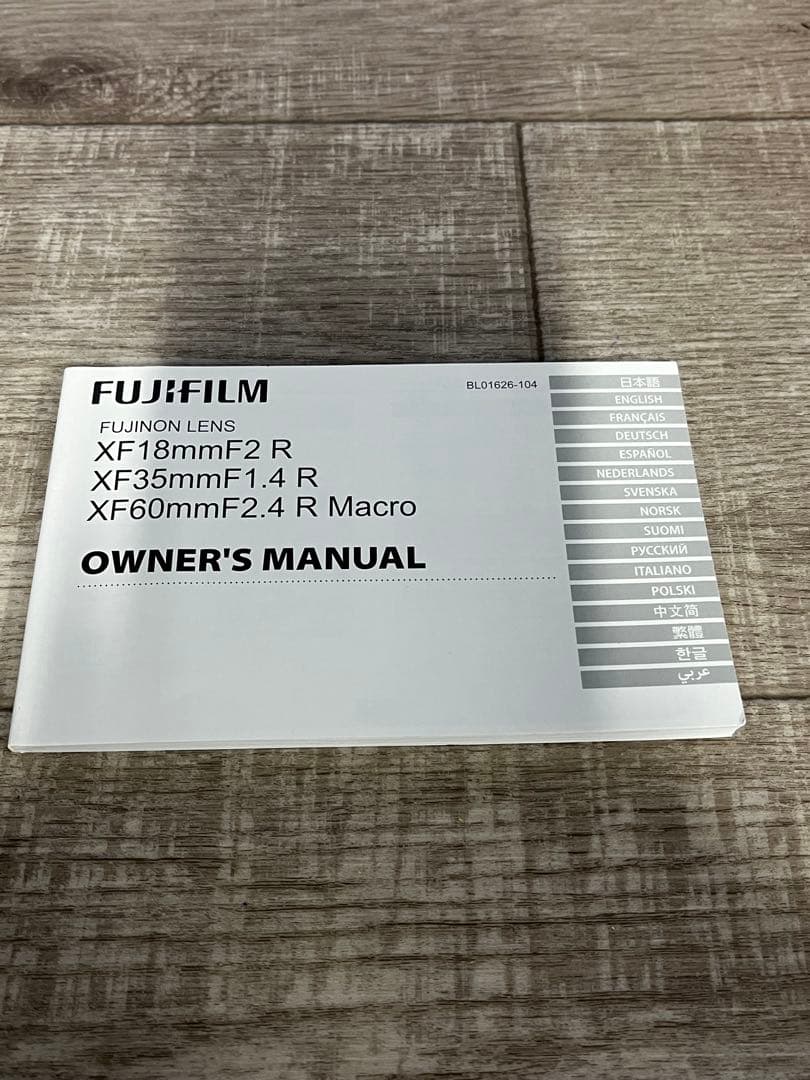 FUJIFILM
BL01626-104
FUJINON LENS
XF18mmF2 R
XF35mmF1.4 R
XF60mmF2.4 R Macro
OWNER'S MANUAL
日本語
ENGLISH
FRANÇAIS
DEUTSCH
ESPAÑOL
NEDERLANDS
SVENSKA
NORSK
SUOMI
РУССКИЙ
ITALIANO
POLSKI
中文简
繁體
한글
عربي